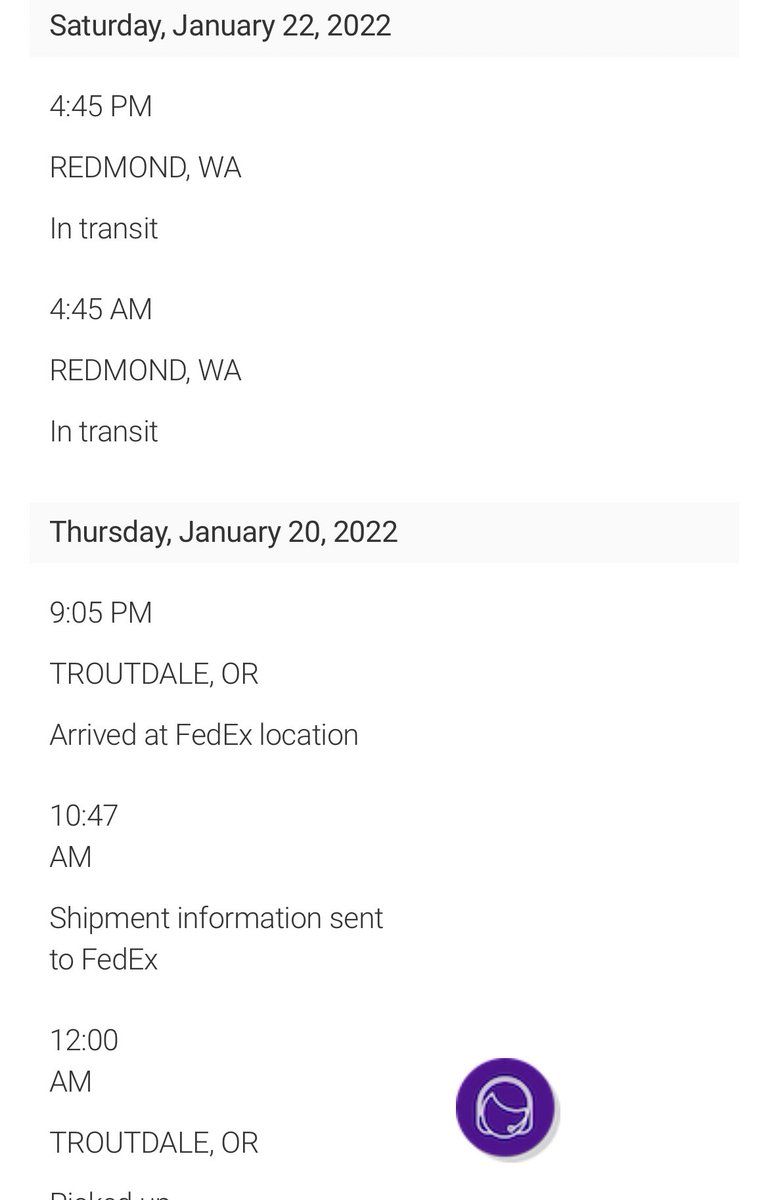 Saturday, January 22, 2022
4:45 PM
REDMOND, WA
In transit
4:45 AM
REDMOND, WA
In transit
Thursday, January 20, 2022
9:05 PM
TROUTDALE, OR
Arrived at FedEx location
10:47
AM
Shipment information sent
to FedEx
12:00
AM
TROUTDALE, OR
Picked up